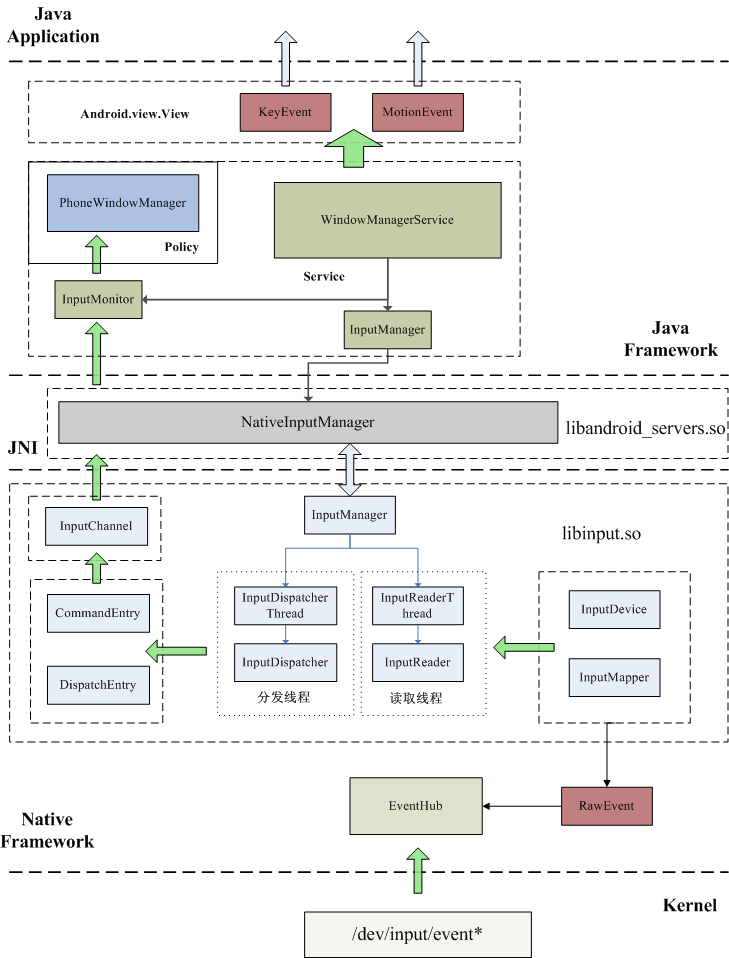 Java
Application
Android.view.View
KeyEvent
MotionEvent
PhoneWindowManager
WindowManagerService
Policy
Service
InputMonitor
InputManager
Java
Framework
NativeInputManager
libandroid_servers.so
JNI
InputManager
InputChannel
libinput.so
InputDispatcher
Thread
InputReaderT
hread
InputDevice
CommandEntry
InputDispatcher
InputReader
InputMapper
DispatchEntry
分发线程
读取线程
EventHub
RawEvent
Native
Framework
Kernel
/dev/input/event*